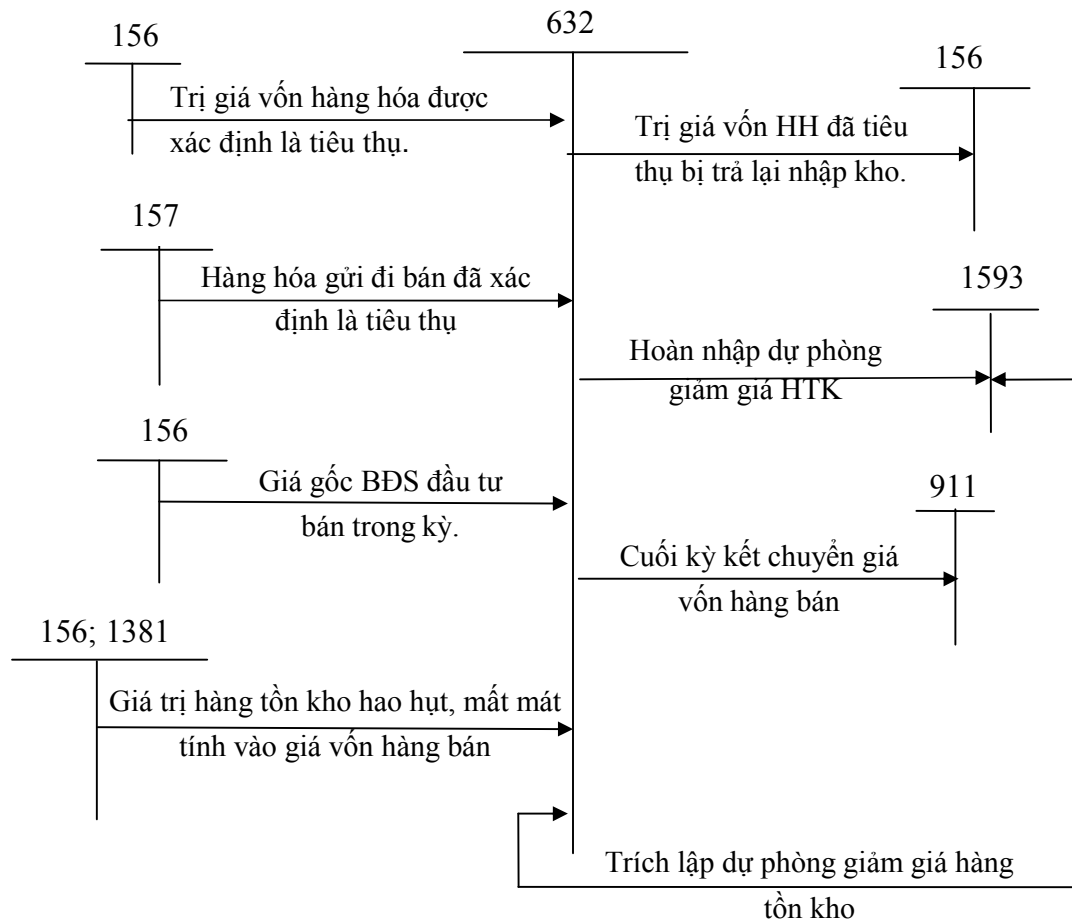 632
156
156
Trị giá vốn hàng hóa được
xác định là tiêu thụ.
Trị giá vốn HH đã tiêu
thụ bị trả lại nhập kho.
157
Hàng hóa gửi đi bán đã xác
định là tiêu thụ
1593
Hoàn nhập dự phòng
giảm giá HTK
156
Giá gốc BĐS đầu tư
bán trong kỳ.
911
Cuối kỳ kết chuyển giá
vốn hàng bán
156; 1381
Giá trị hàng tồn kho hao hụt, mất mát
tính vào giá vốn hàng bán
Trích lập dự phòng giảm giá hàng
tồn kho